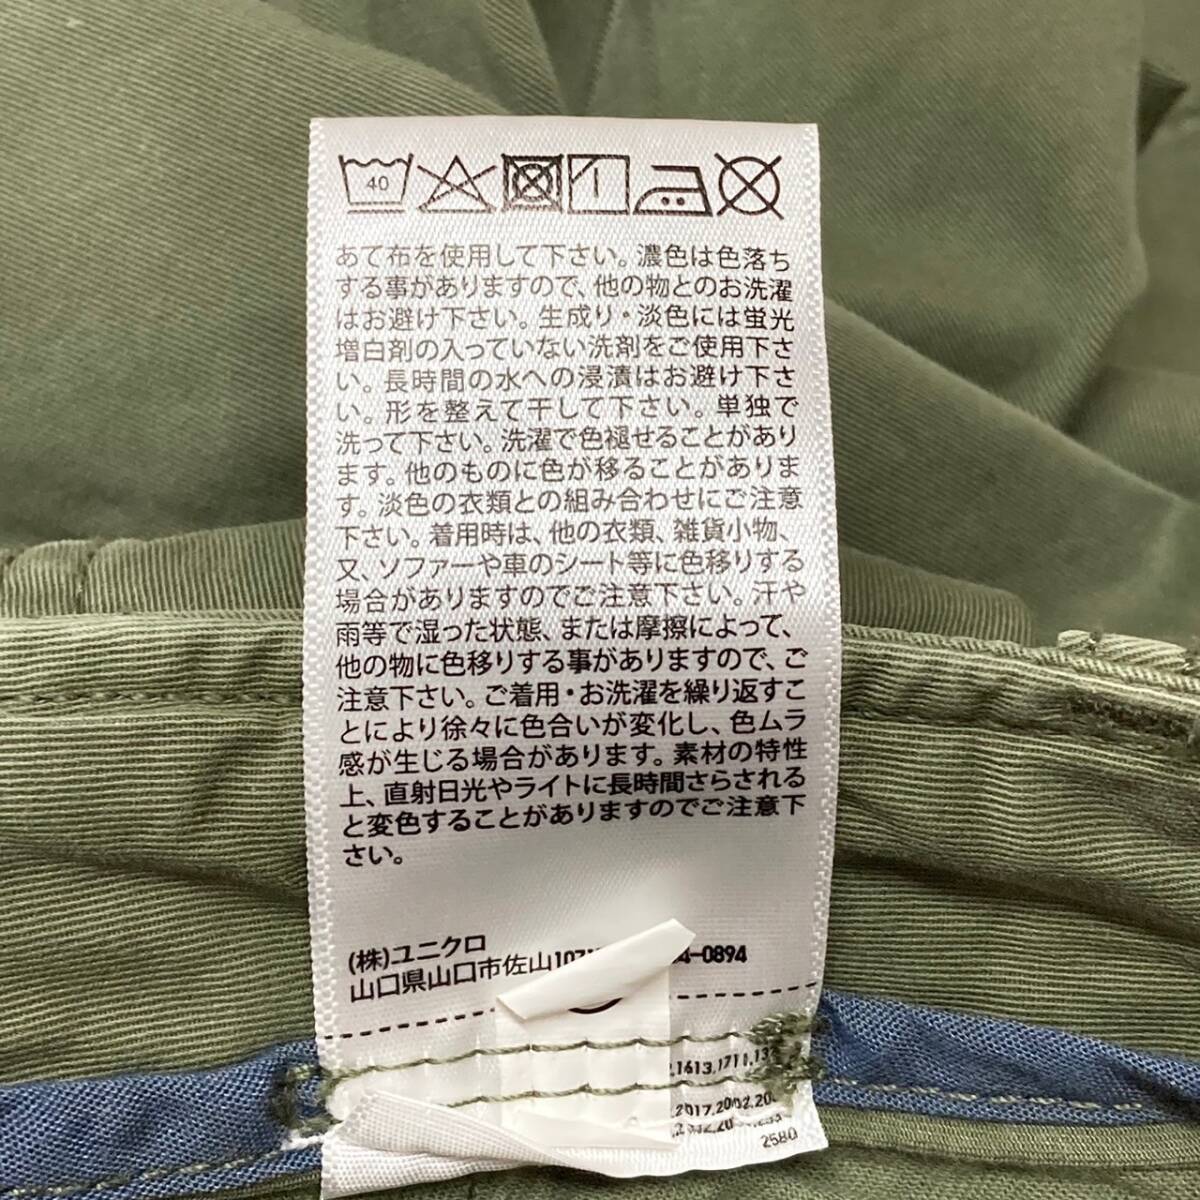 40
あて布を使用して下さい。濃色は色落ち
する事がありますので、他の物とのお洗濯
はお避け下さい。生成り・淡色には蛍光
増白剤の入っていない洗剤をご使用下さ
い。長時間の水への浸漬はお避け下さ
い。形を整えて干して下さい。単独で
洗って下さい。洗濯で色褪せることがあり
ます。他のものに色が移ることがありま
す。淡色の衣類との組み合わせにご注意
下さい。着用時は、他の衣類、雑貨小物、
又、ソファーや車のシート等に色移りする
場合がありますのでご注意下さい。汗や
雨等で湿った状態、または摩擦によって、
他の物に色移りする事がありますので、ご
注意下さい。ご着用・お洗濯を繰り返すこ
とにより徐々に色合いが変化し、色ムラ
感が生じる場合があります。素材の特性
上、直射日光やライトに長時間さらされる
と変色することがありますのでご注意下
さい。
(株)ユニクロ
山口県山口市佐山 4-0894
2580